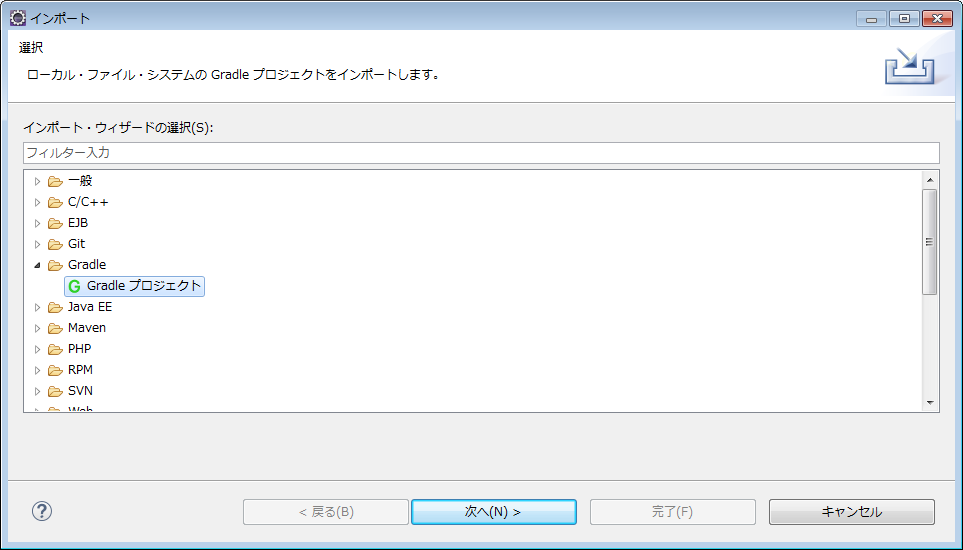 インポート
選択
ローカル・ファイル・システムの Gradle プロジェクトをインポートします。
インポート・ウィザードの選択(S):
フィルター入力
一般
C/C++
EJB
Git
Gradle
G Gradle プロジェクト
Java EE
Maven
PHP
RPM
SVN
Web
?
< 戻る(B) 次へ(N) > 完了(F) キャンセル